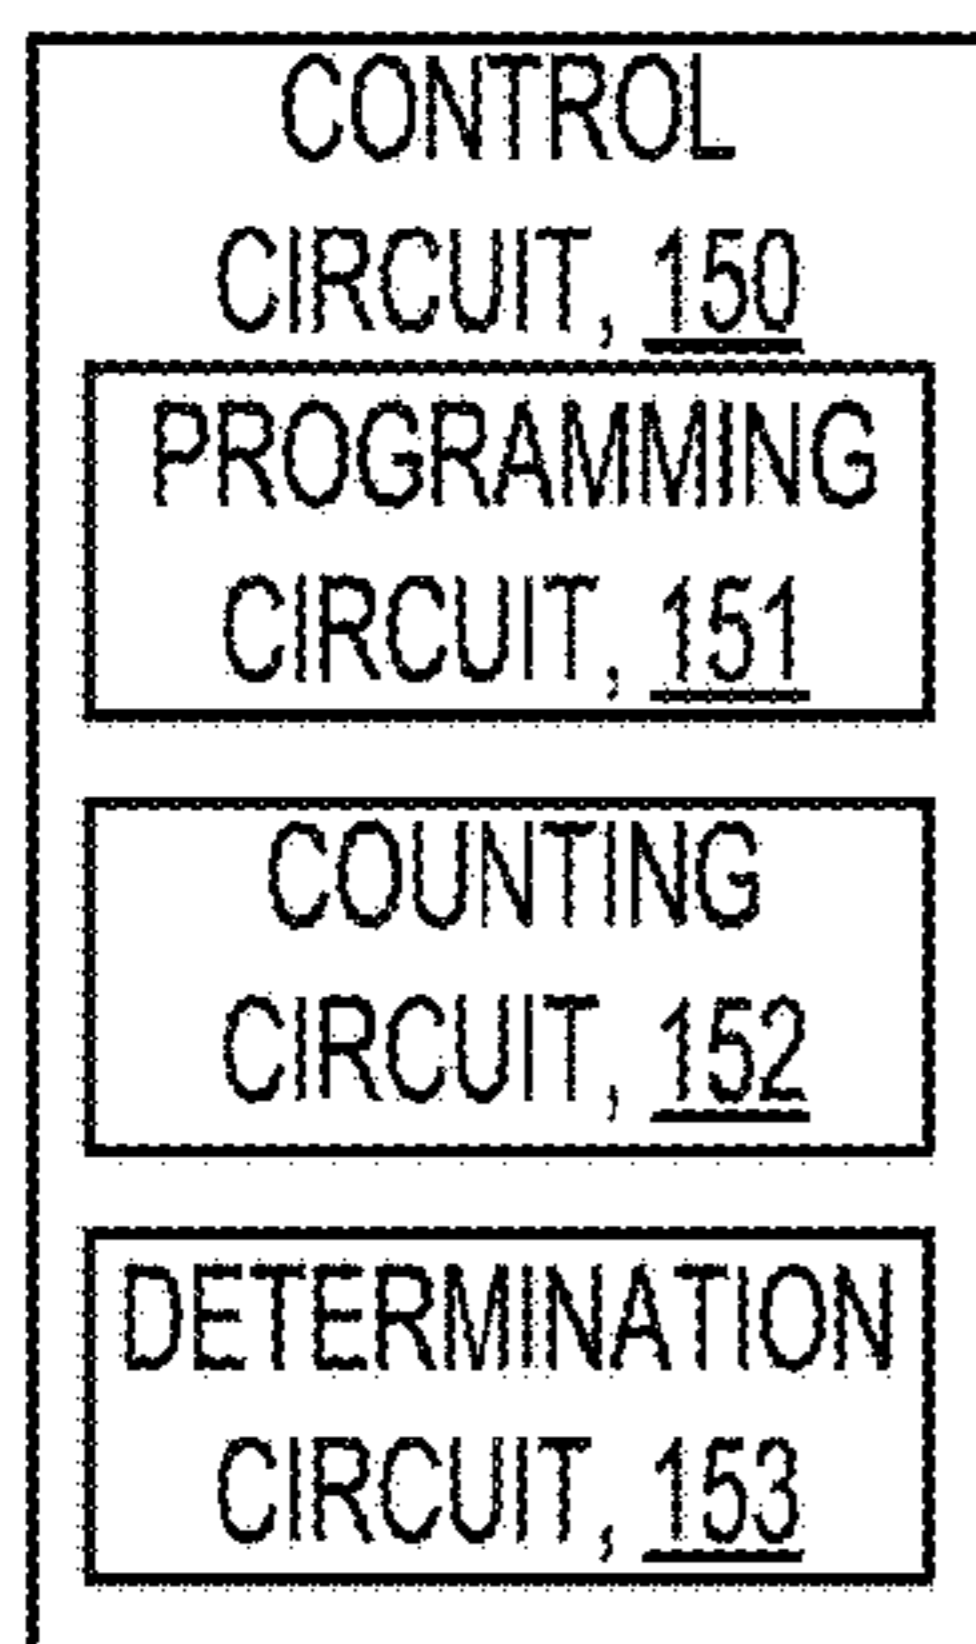 CONTROL
CIRCUIT, 150
PROGRAMMING
CIRCUIT, 151
COUNTING
CIRCUIT, 152
DETERMINATION
CIRCUIT, 153